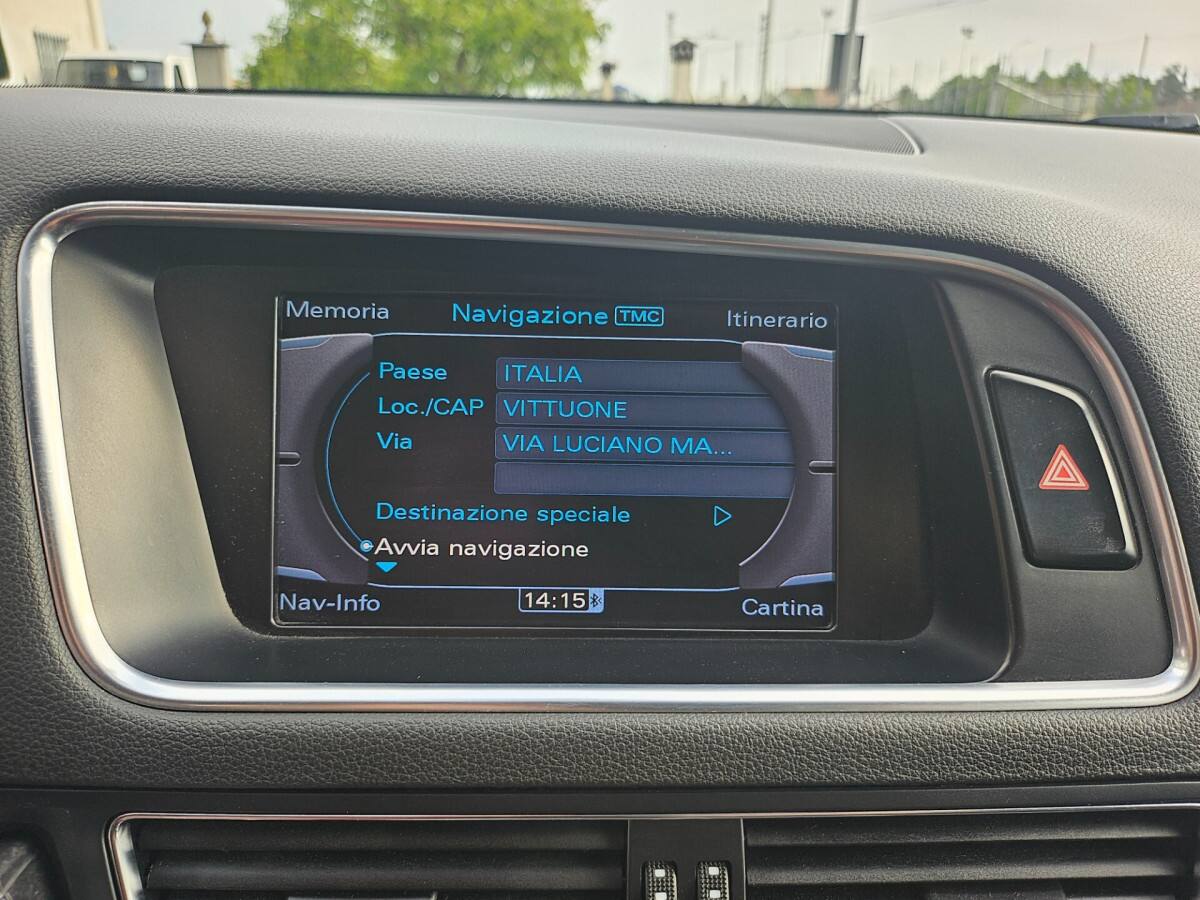 Memoria Navigazione TMC Itinerario
Paese ITALIA
Loc./CAP VITTUONE
Via VIA LUCIANO MA...
Destinazione speciale
Avvia navigazione
Nav-Info 14:15 Cartina